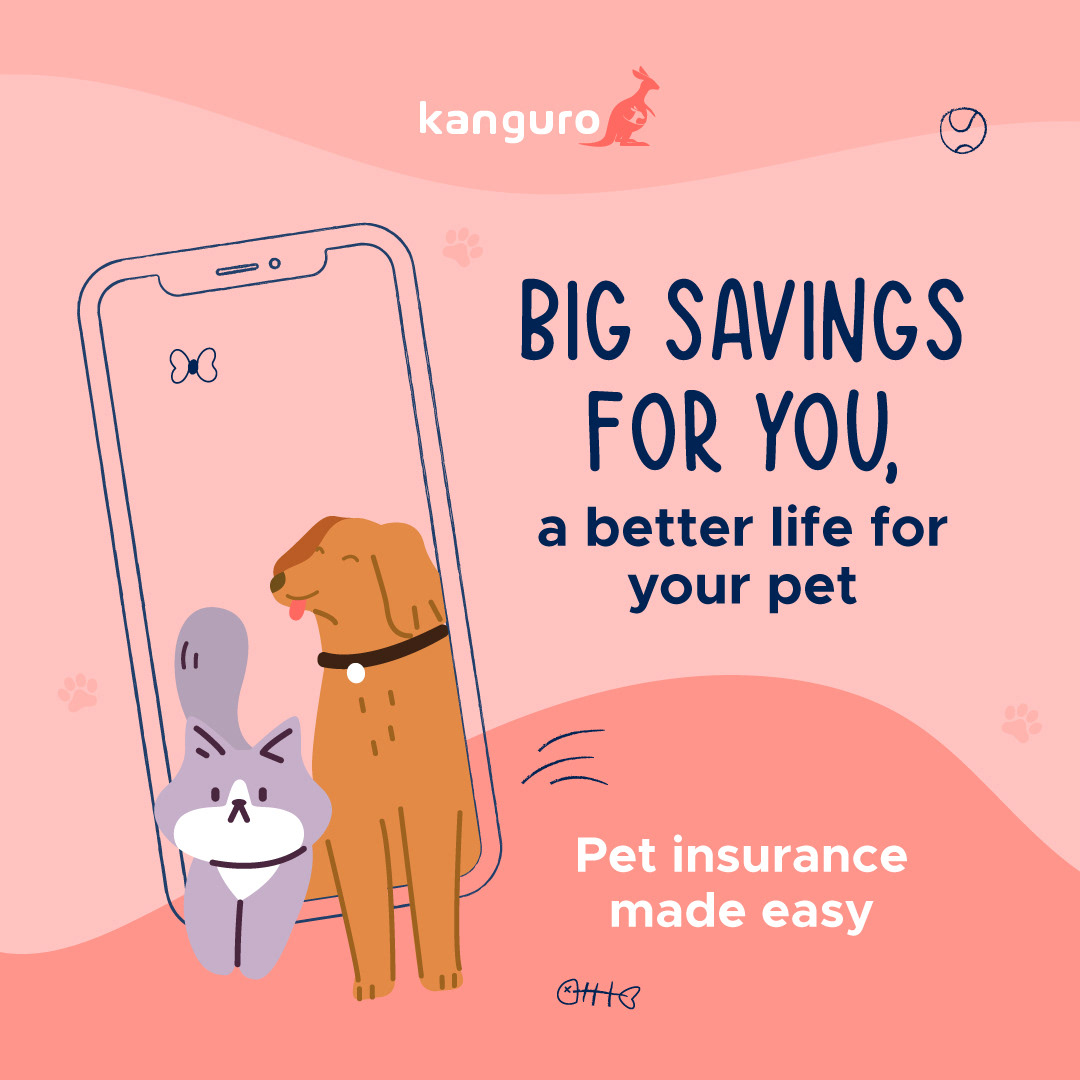 kanguro
BIG SAVINGS
FOR YOU,
a better life for
your pet
Pet insurance
made easy